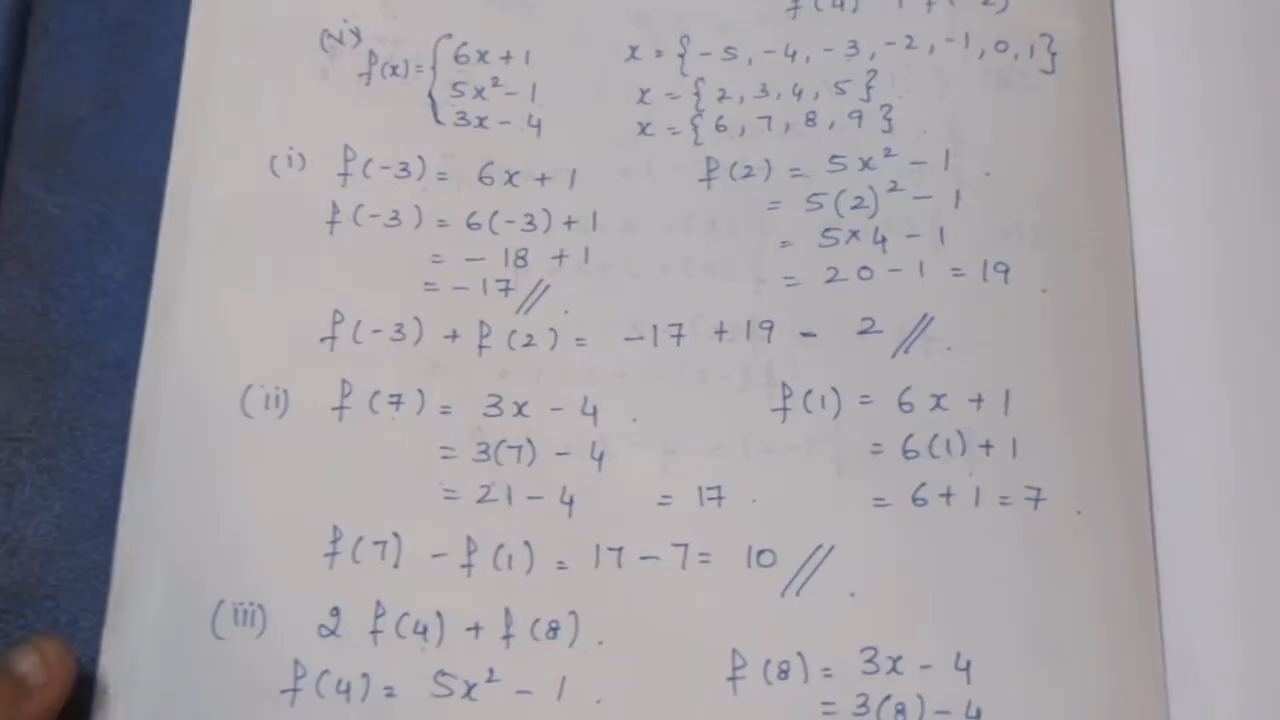 (vi) f(x) = { 6x + 1    x = {-5, -4, -3, -2, -1, 0, 1}
5x² - 1    x = {2, 3, 4, 5}
3x - 4    x = {6, 7, 8, 9}
(i) f(-3) = 6x + 1    f(2) = 5x² - 1
f(-3) = 6(-3) + 1    = 5(2)² - 1
= -18 + 1    = 5×4 - 1
= -17 //    = 20 - 1 = 19
f(-3) + f(2) = -17 + 19 - 2 //
(ii) f(7) = 3x - 4    f(1) = 6x + 1
= 3(7) - 4    = 6(1) + 1
= 21 - 4 = 17    = 6 + 1 = 7
f(7) - f(1) = 17 - 7 = 10 //
(iii) 2 f(4) + f(8)
f(4) = 5x² - 1    f(8) = 3x - 4
= 3(8) - 4